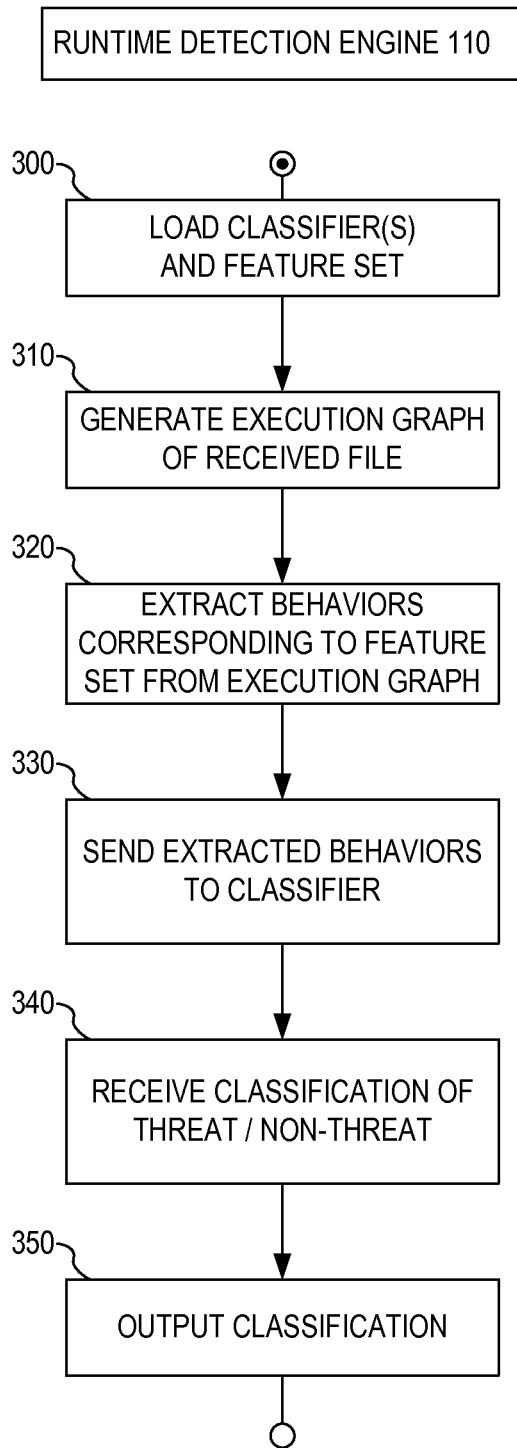 RUNTIME DETECTION ENGINE 110
300
LOAD CLASSIFIER(S)
AND FEATURE SET
310
GENERATE EXECUTION GRAPH
OF RECEIVED FILE
320
EXTRACT BEHAVIORS
CORRESPONDING TO FEATURE
SET FROM EXECUTION GRAPH
330
SEND EXTRACTED BEHAVIORS
TO CLASSIFIER
340
RECEIVE CLASSIFICATION OF
THREAT / NON-THREAT
350
OUTPUT CLASSIFICATION